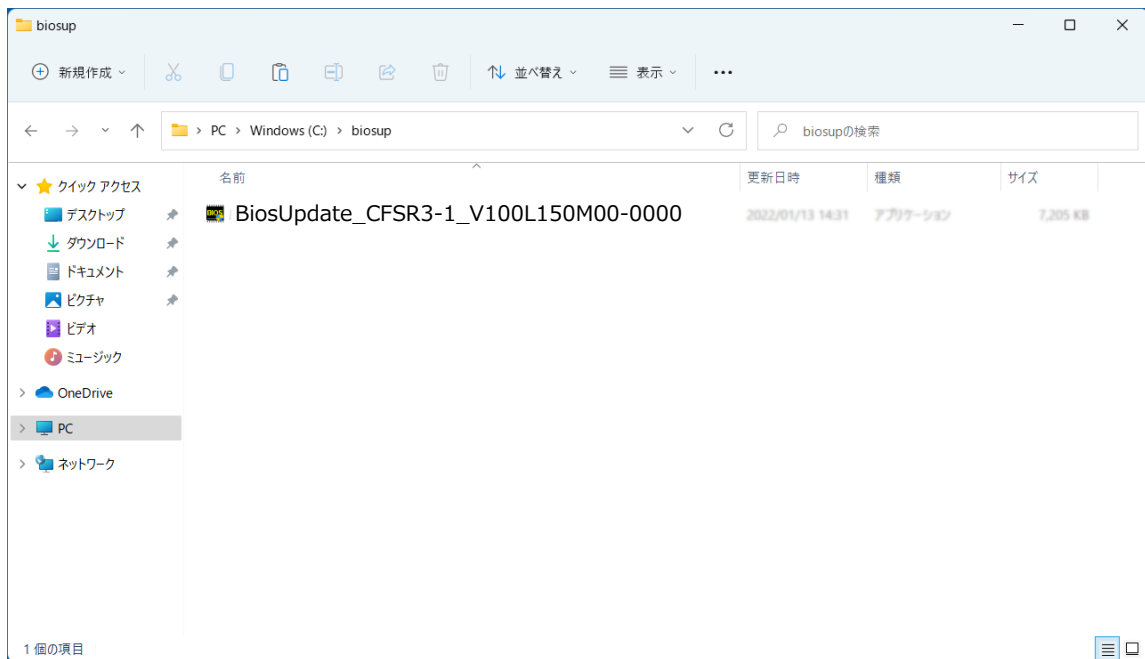 biosup
新規作成
並べ替え
表示
PC > Windows (C:) > biosup
biosupの検索
名前 更新日時 種類 サイズ
クイック アクセス
デスクトップ
ダウンロード
ドキュメント
ピクチャ
ビデオ
ミュージック
OneDrive
PC
ネットワーク
BiosUpdate_CFSR3-1_V100L150M00-0000 2022/01/13 14:31 アプリケーション 7,205 KB
1 個の項目